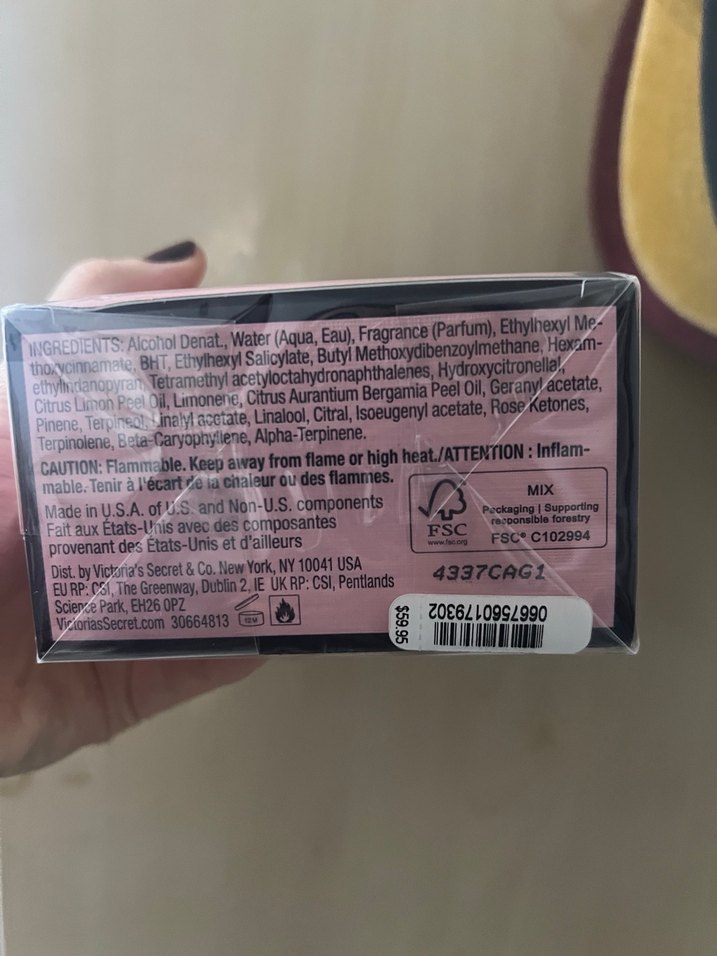 INGREDIENTS: Alcohol Denat., Water (Aqua, Eau), Fragrance (Parfum), Ethylhexyl Me-
thoxycinnamate, BHT, Ethylhexyl Salicylate, Butyl Methoxydibenzoylmethane, Hexam-
ethylindanopyran, Tetramethyl acetyloctahydronaphthalenes, Hydroxycitronellal,
Citrus Limon Peel Oil, Limonene, Citrus Aurantium Bergamia Peel Oil, Geranyl acetate,
Pinene, Terpineol, Linalyl acetate, Linalool, Citral, Isoeugenyl acetate, Rose Ketones,
Terpinolene, Beta-Caryophyllene, Alpha-Terpinene.
CAUTION: Flammable. Keep away from flame or high heat./ATTENTION : Inflam-
mable. Tenir à l'écart de la chaleur ou des flammes.
Made in U.S.A. of U.S. and Non-U.S. components
Fait aux États-Unis avec des composantes
provenant des États-Unis et d'ailleurs
Dist. by Victoria's Secret & Co. New York, NY 10041 USA
EU RP: CSI, The Greenway, Dublin 2, IE UK RP: CSI, Pentlands
Science Park, EH26 0PZ
VictoriasSecret.com 30664813
12M
FSC
www.fsc.org
MIX
Packaging | Supporting
responsible forestry
FSC® C102994
4337CAG1
0667560179302
$59.95